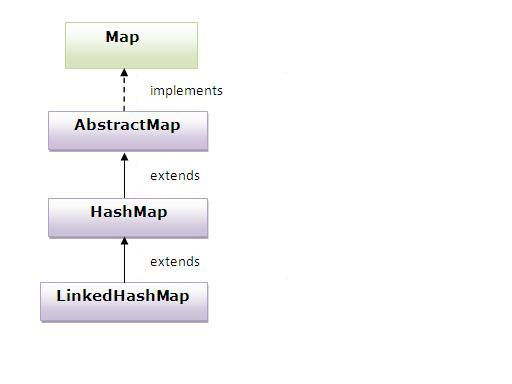 Map
implements
AbstractMap
extends
HashMap
extends
LinkedHashMap